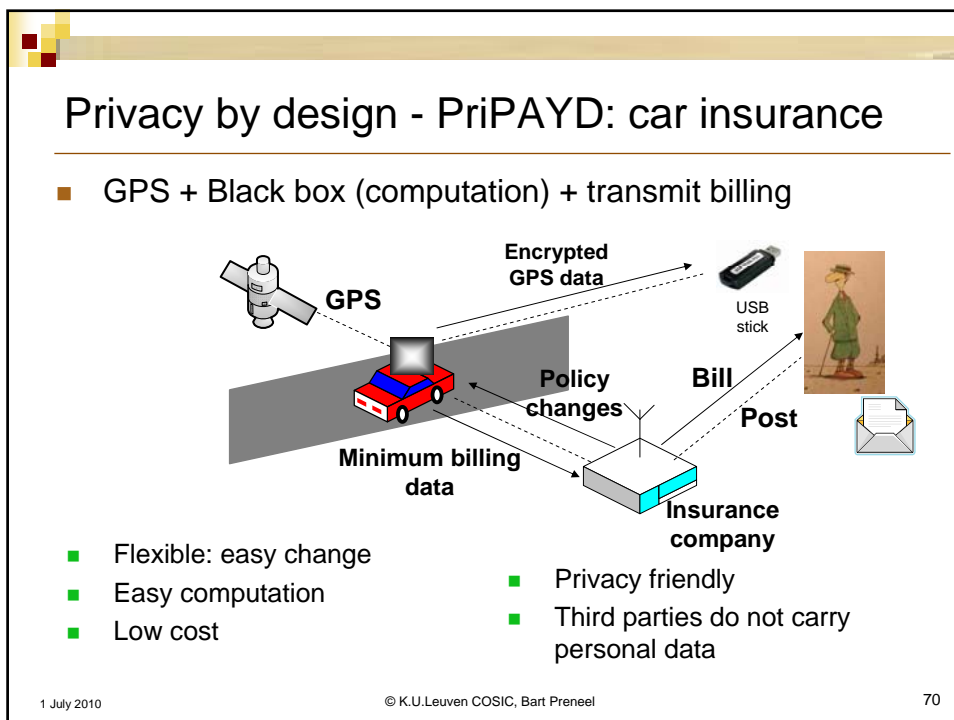 Privacy by design - PriPAYD: car insurance
GPS + Black box (computation) + transmit billing
Encrypted
GPS data
GPS
USB
stick
Policy
changes
Bill
Post
Minimum billing
data
Insurance
company
Flexible: easy change
Easy computation
Low cost
Privacy friendly
Third parties do not carry
personal data
1 July 2010
© K.U.Leuven COSIC, Bart Preneel
70